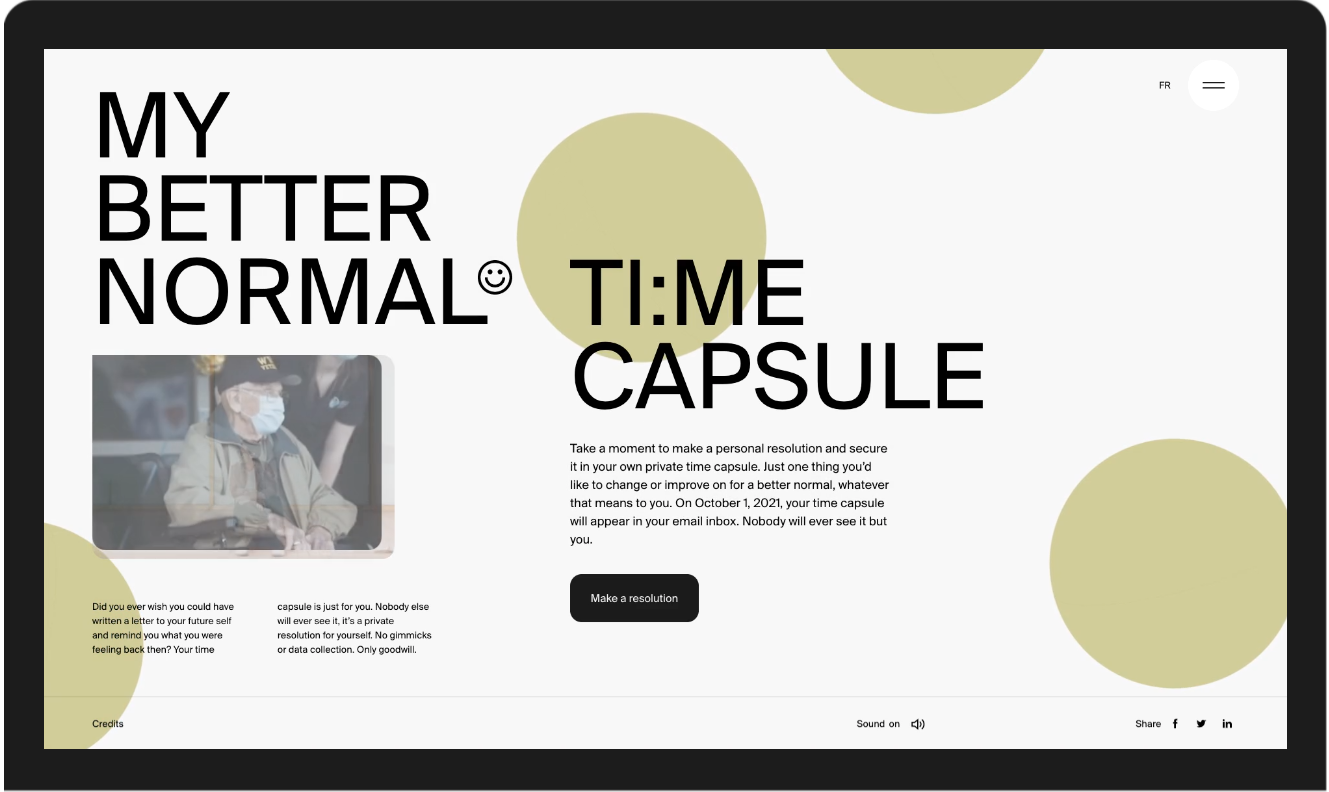 FR
MY
BETTER
NORMAL
TI:ME
CAPSULE
Take a moment to make a personal resolution and secure
it in your own private time capsule. Just one thing you'd
like to change or improve on for a better normal, whatever
that means to you. On October 1, 2021, your time capsule
will appear in your email inbox. Nobody will ever see it but
you.
Make a resolution
Did you ever wish you could have
written a letter to your future self
and remind you what you were
feeling back then? Your time
capsule is just for you. Nobody else
will ever see it, it's a private
resolution for yourself. No gimmicks
or data collection. Only goodwill.
Credits
Sound on
Share